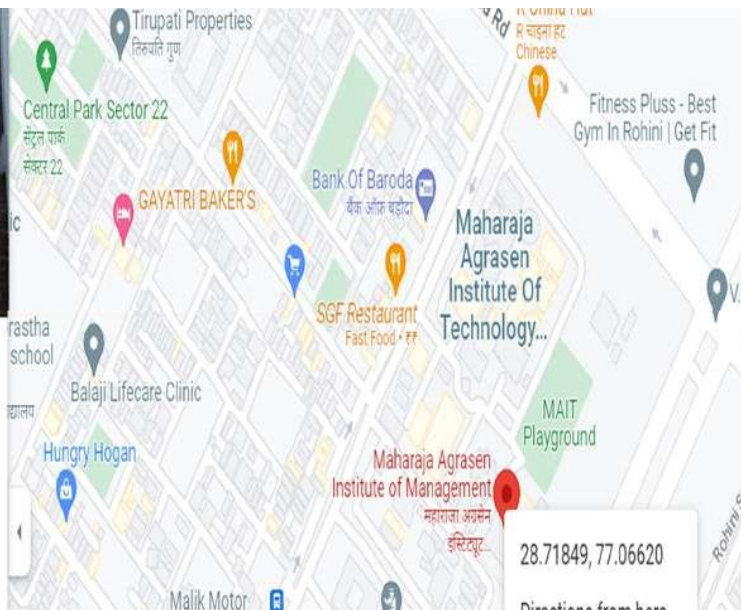 Tirupati Properties
तिरुपति गुण
Chinese
Central Park Sector 22
सेंट्रल पार्क
सेक्टर 22
Fitness Pluss - Best
Gym In Rohini | Get Fit
Bank Of Baroda
बैंक ऑफ़ बड़ौदा
GAYATRI BAKER'S
Maharaja
Agrasen
Institute Of
Technology...
SGF Restaurant
Fast Food • ₹₹
school
Balaji Lifecare Clinic
MAIT
Playground
Hungry Hogan
Maharaja Agrasen
Institute of Management
महाराजा अग्रसेन
इंस्टिट्यूट...
28.71849, 77.06620
Directions from here
Malik Motor